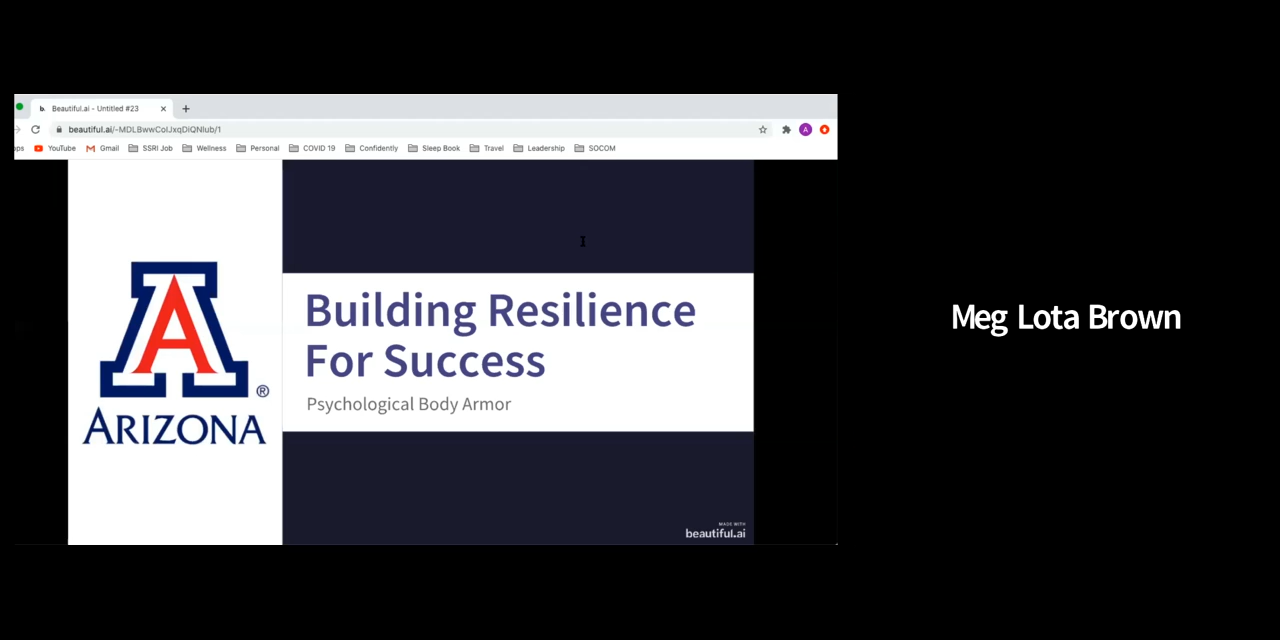 b. Beautiful.ai - Untitled #23
beautiful.ai/-MDLBwwColJxqDiQNlub/1
A
ps YouTube Gmail SSRI Job Wellness Personal COVID 19 Confidently Sleep Book Travel Leadership SOCOM
A
®
ARIZONA
Building Resilience
For Success
Psychological Body Armor
MADE WITH
beautiful.ai
Meg Lota Brown